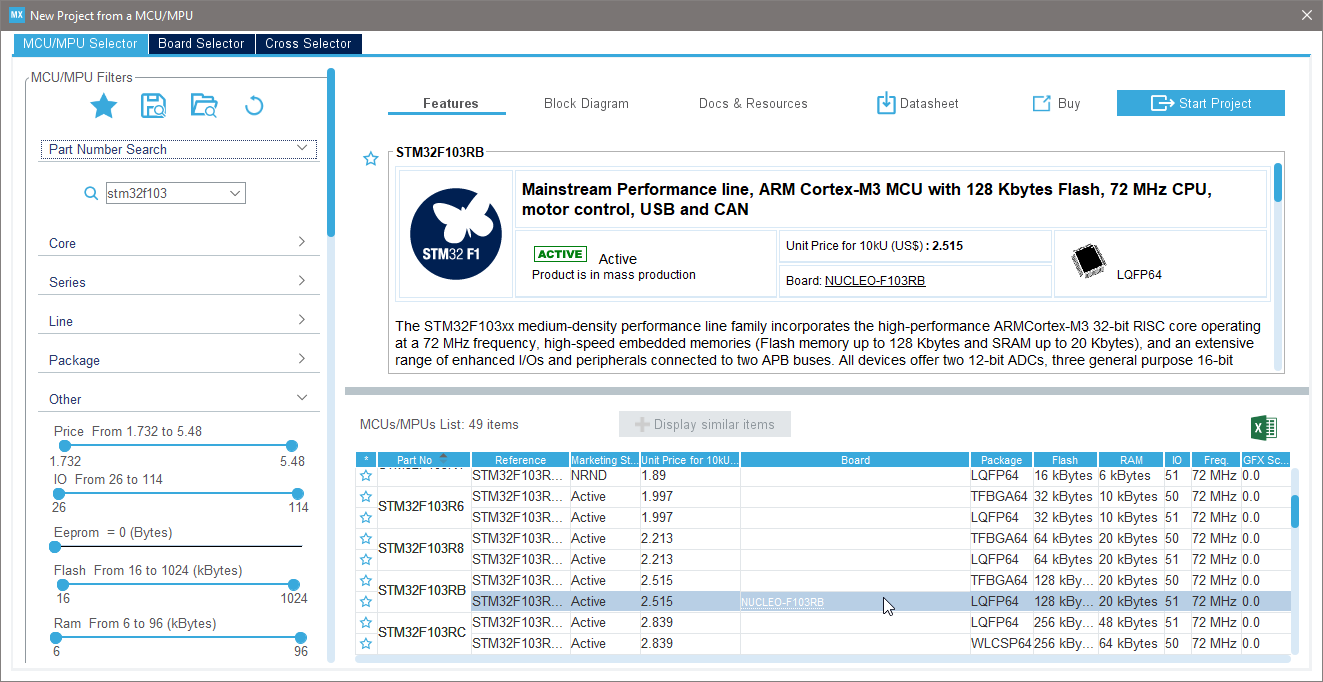 MX New Project from a MCU/MPU
MCU/MPU Selector Board Selector Cross Selector
MCU/MPU Filters
Part Number Search
stm32f103
Core
Series
Line
Package
Other
Price From 1.732 to 5.48
1.732 5.48
IO From 26 to 114
26 114
Eeprom = 0 (Bytes)
Flash From 16 to 1024 (kBytes)
16 1024
Ram From 6 to 96 (kBytes)
6 96
Features Block Diagram Docs & Resources Datasheet Buy Start Project
STM32F103RB
STM32 F1
Mainstream Performance line, ARM Cortex-M3 MCU with 128 Kbytes Flash, 72 MHz CPU,
motor control, USB and CAN
ACTIVE Active
Product is in mass production
Unit Price for 10kU (US$) : 2.515
Board: NUCLEO-F103RB
LQFP64
The STM32F103xx medium-density performance line family incorporates the high-performance ARMCortex-M3 32-bit RISC core operating
at a 72 MHz frequency, high-speed embedded memories (Flash memory up to 128 Kbytes and SRAM up to 20 Kbytes), and an extensive
range of enhanced I/Os and peripherals connected to two APB buses. All devices offer two 12-bit ADCs, three general purpose 16-bit
MCUs/MPUs List: 49 items Display similar items
* Part No Reference Marketing St... Unit Price for 10kU... Board Package Flash RAM IO Freq. GFX Sc...
STM32F103R... NRND 1.89 LQFP64 16 kBytes 6 kBytes 51 72 MHz 0.0
STM32F103R6
STM32F103R... Active 1.997 TFBGA64 32 kBytes 10 kBytes 50 72 MHz 0.0
STM32F103R... Active 1.997 LQFP64 32 kBytes 10 kBytes 51 72 MHz 0.0
STM32F103R8
STM32F103R... Active 2.213 TFBGA64 64 kBytes 20 kBytes 50 72 MHz 0.0
STM32F103R... Active 2.213 LQFP64 64 kBytes 20 kBytes 51 72 MHz 0.0
STM32F103RB
STM32F103R... Active 2.515 TFBGA64 128 kBy... 20 kBytes 50 72 MHz 0.0
STM32F103R... Active 2.515 NUCLEO-F103RB LQFP64 128 kBy... 20 kBytes 51 72 MHz 0.0
STM32F103RC
STM32F103R... Active 2.839 LQFP64 256 kBy... 48 kBytes 51 72 MHz 0.0
STM32F103R... Active 2.839 WLCSP64 256 kBy... 64 kBytes 50 72 MHz 0.0